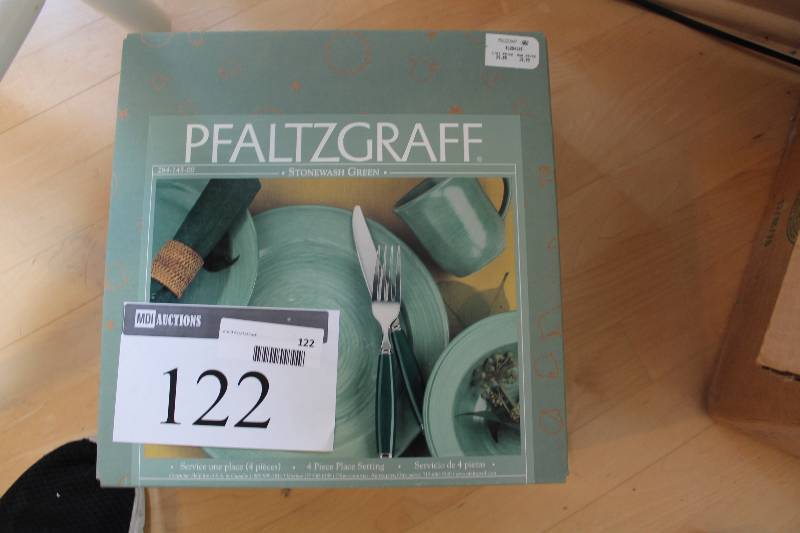 PFALTZGRAFF
• STONEWASH GREEN •
MDI AUCTIONS
122
122
• Service une place (4 pièces) • 4 Piece Place Setting • Servicio de 4 piezas •